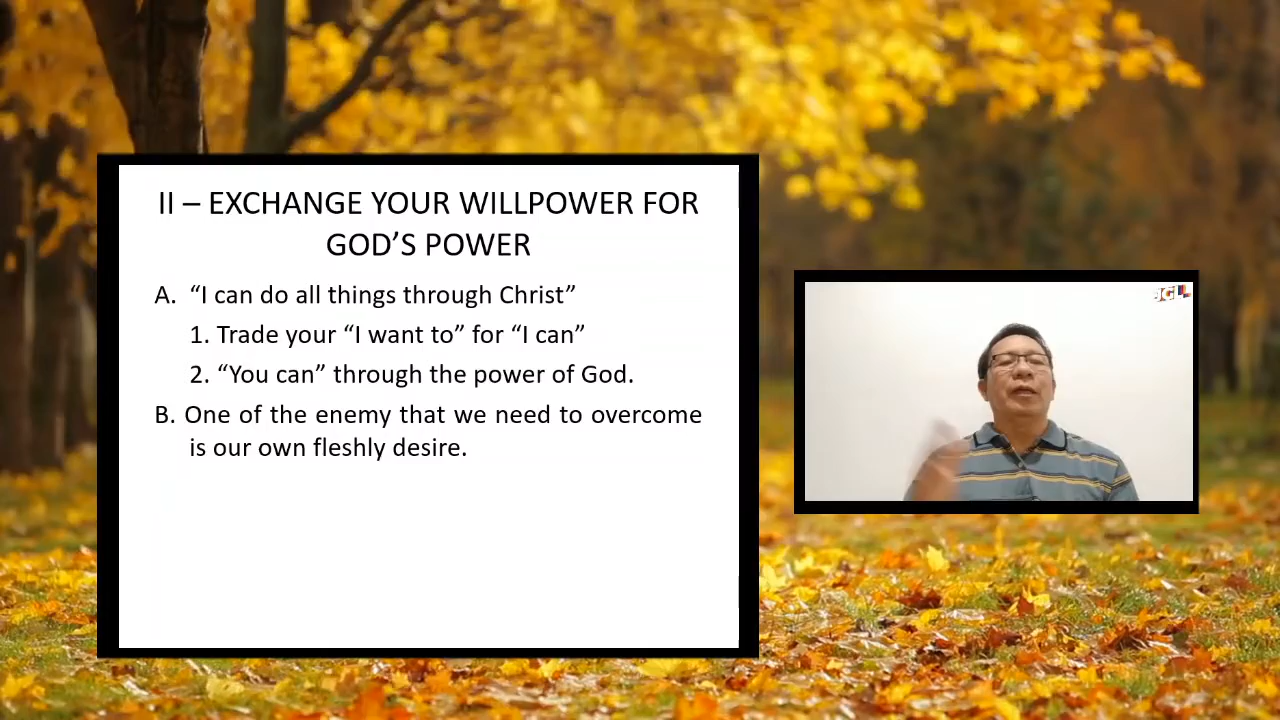 II – EXCHANGE YOUR WILLPOWER FOR
GOD’S POWER
A. “I can do all things through Christ”
1. Trade your “I want to” for “I can”
2. “You can” through the power of God.
B. One of the enemy that we need to overcome
is our own fleshly desire.